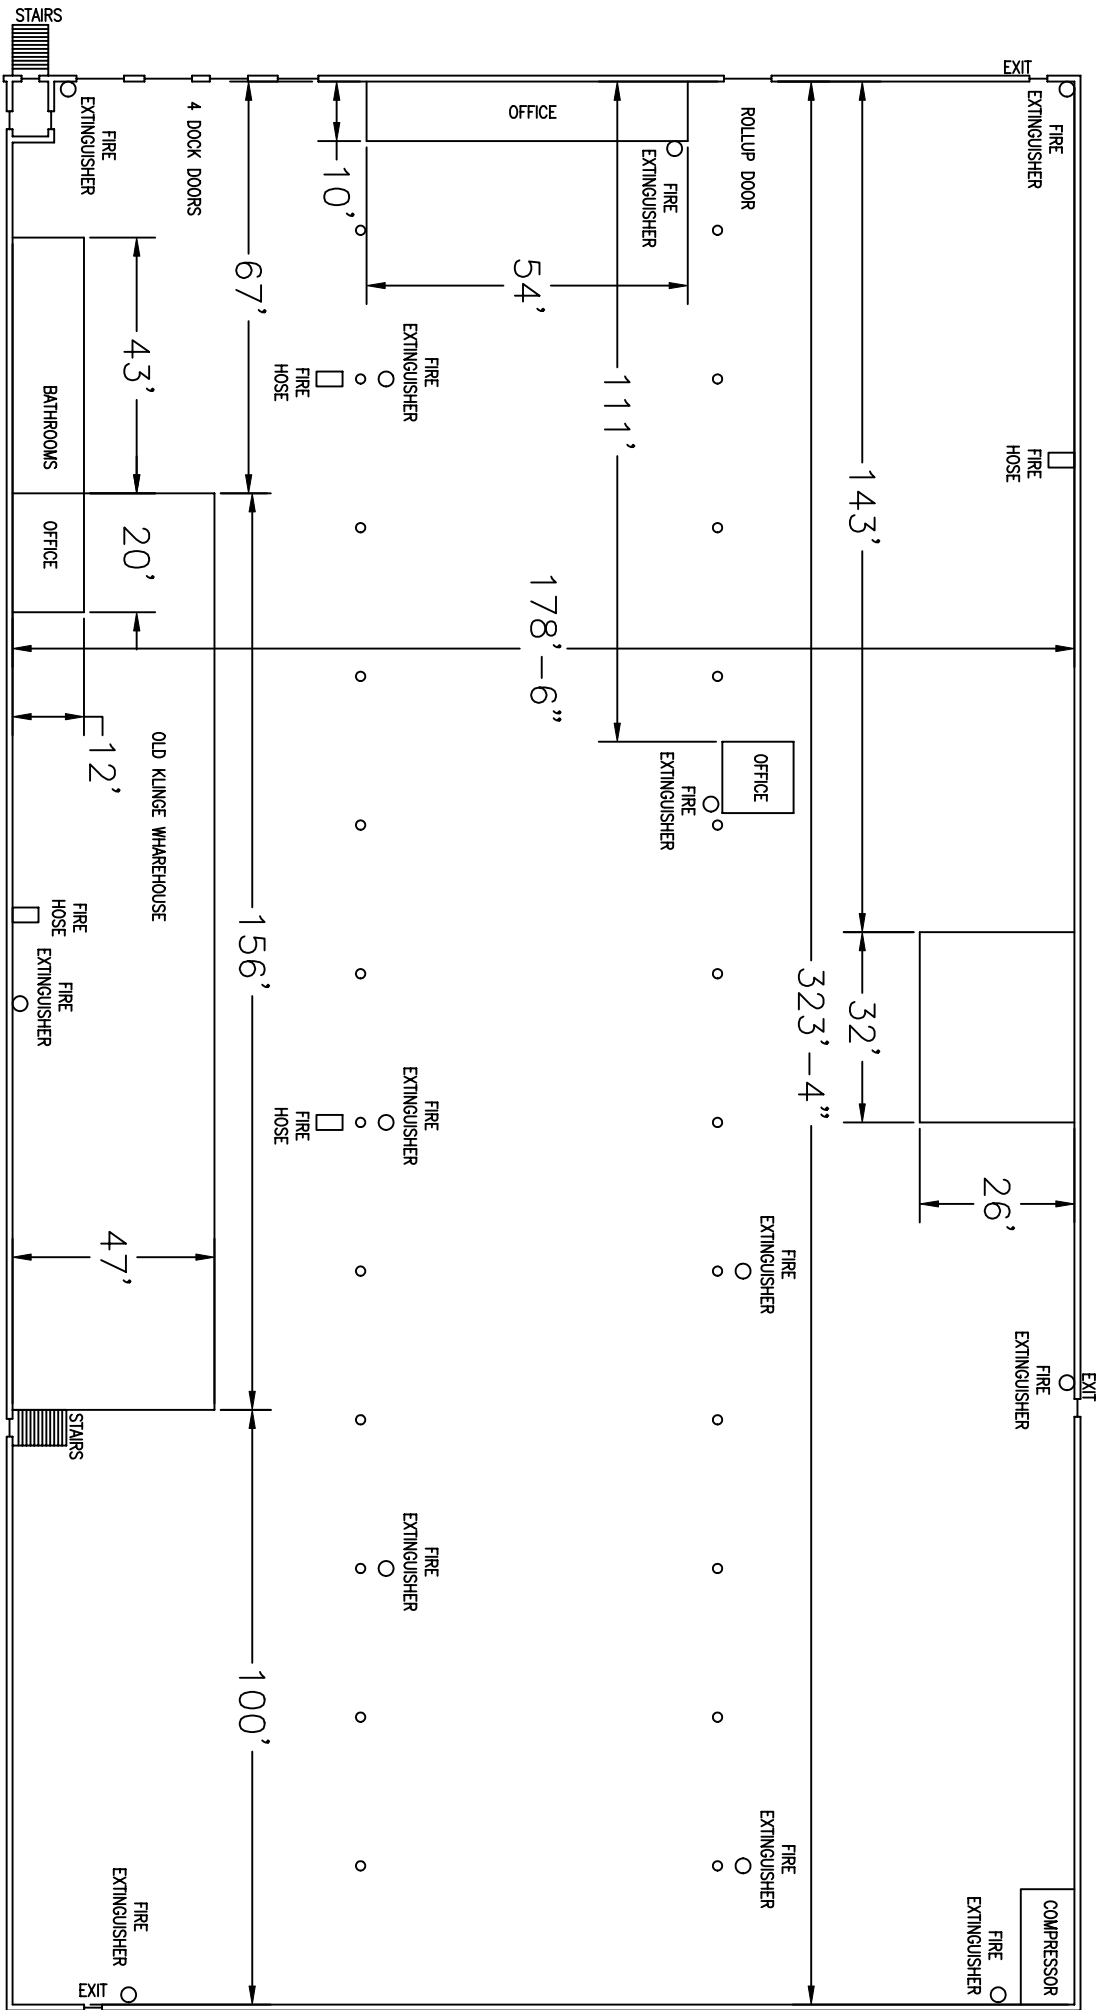 STAIRS
EXIT
FIRE
EXTINGUISHER
4 DOCK DOORS
OFFICE
ROLLUP DOOR
FIRE
EXTINGUISHER
FIRE
EXTINGUISHER
10'
67'
54'
43'
BATHROOMS
FIRE
HOSE
FIRE
EXTINGUISHER
111'
143'
FIRE
HOSE
OFFICE
20'
178'-6"
12'
OLD KLINGE WHAREHOUSE
OFFICE
FIRE
EXTINGUISHER
FIRE
HOSE
FIRE
EXTINGUISHER
156'
323'-4"
32'
FIRE
HOSE
FIRE
EXTINGUISHER
26'
47'
FIRE
EXTINGUISHER
FIRE
EXTINGUISHER
EXIT
STAIRS
FIRE
EXTINGUISHER
100'
FIRE
EXTINGUISHER
COMPRESSOR
FIRE
EXTINGUISHER
FIRE
EXTINGUISHER
EXIT